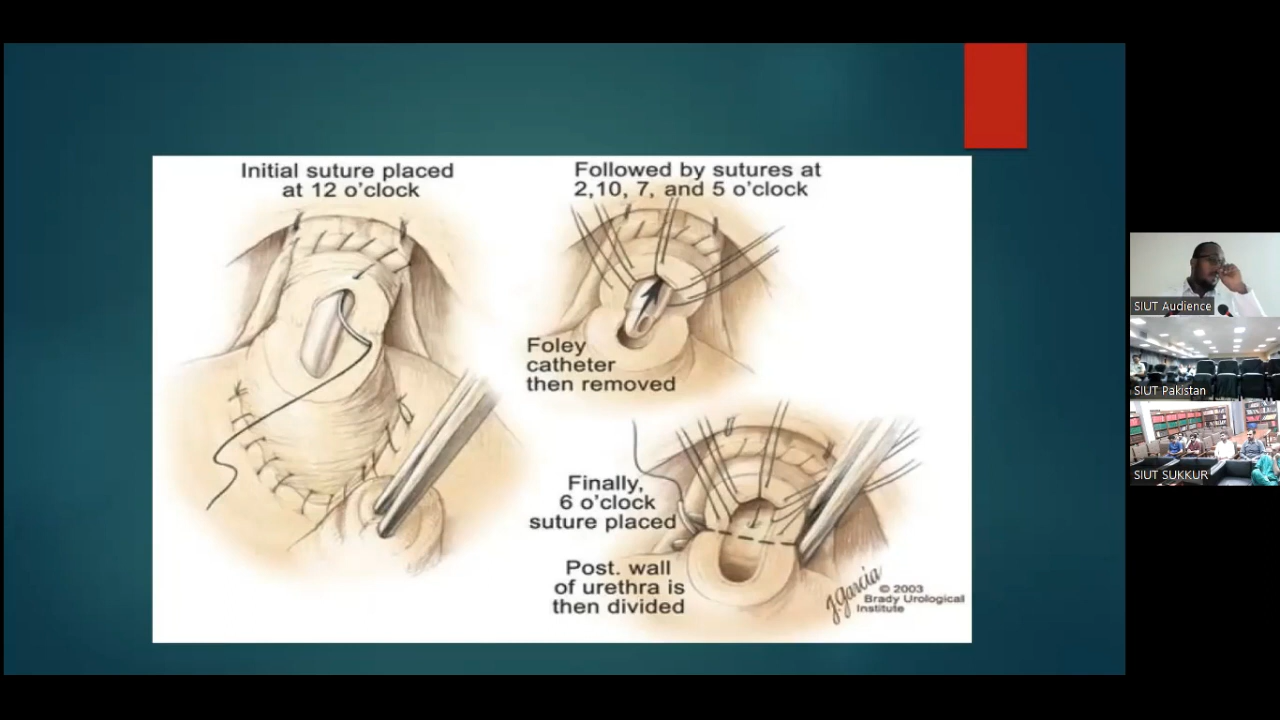 Initial suture placed
at 12 o'clock
Followed by sutures at
2,10, 7, and 5 o'clock
Foley
catheter
then removed
Finally,
6 o'clock
suture placed
Post. wall
of urethra is
then divided
J. Garcia
© 2003
Brady Urological
Institute
SIUT Audience
SIUT Pakistan
SIUT SUKKUR